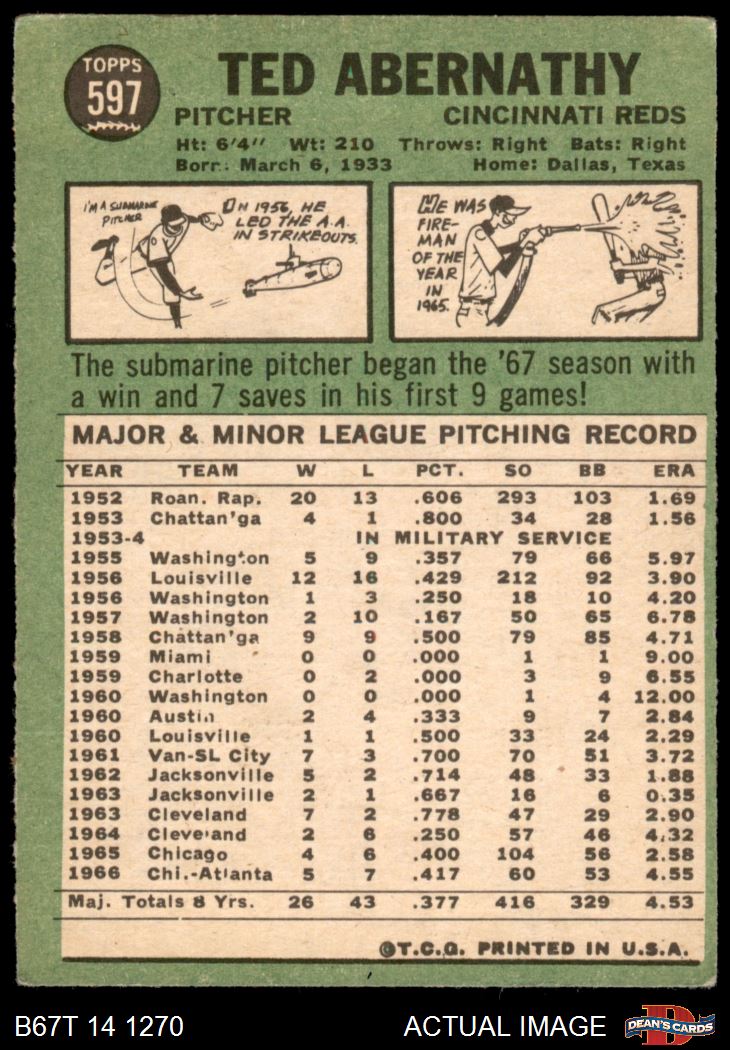 TOPPS
597
TED ABERNATHY
PITCHER CINCINNATI REDS
Ht: 6'4" Wt: 210 Throws: Right Bats: Right
Born: March 6, 1933 Home: Dallas, Texas
I'M A SUBMARINE
PITCHER
IN 1956, HE
LED THE A.A.
IN STRIKEOUTS.
HE WAS
FIRE-
MAN
OF THE
YEAR
IN
1965.
The submarine pitcher began the '67 season with
a win and 7 saves in his first 9 games!
MAJOR & MINOR LEAGUE PITCHING RECORD
YEAR TEAM W L PCT. SO BB ERA
1952 Roan. Rap. 20 13 .606 293 103 1.69
1953 Chattan'ga 4 1 .800 34 28 1.56
1953-4 IN MILITARY SERVICE
1955 Washington 5 9 .357 79 66 5.97
1956 Louisville 12 16 .429 212 92 3.90
1956 Washington 1 3 .250 18 10 4.20
1957 Washington 2 10 .167 50 65 6.78
1958 Chattan'ga 9 9 .500 79 85 4.71
1959 Miami 0 0 .000 1 1 9.00
1959 Charlotte 0 2 .000 3 9 6.55
1960 Washington 0 0 .000 1 4 12.00
1960 Austin 2 4 .333 9 7 2.84
1960 Louisville 1 1 .500 33 24 2.29
1961 Van-SL City 7 3 .700 70 51 3.72
1962 Jacksonville 5 2 .714 48 33 1.88
1963 Jacksonville 2 1 .667 16 6 0.35
1963 Cleveland 7 2 .778 47 29 2.90
1964 Cleveland 2 6 .250 57 46 4.32
1965 Chicago 4 6 .400 104 56 2.58
1966 Chi.-Atlanta 5 7 .417 60 53 4.55
Maj. Totals 8 Yrs. 26 43 .377 416 329 4.53
©T.C.G. PRINTED IN U.S.A.
B67T 14 1270 ACTUAL IMAGE
D
DEAN'S CARDS